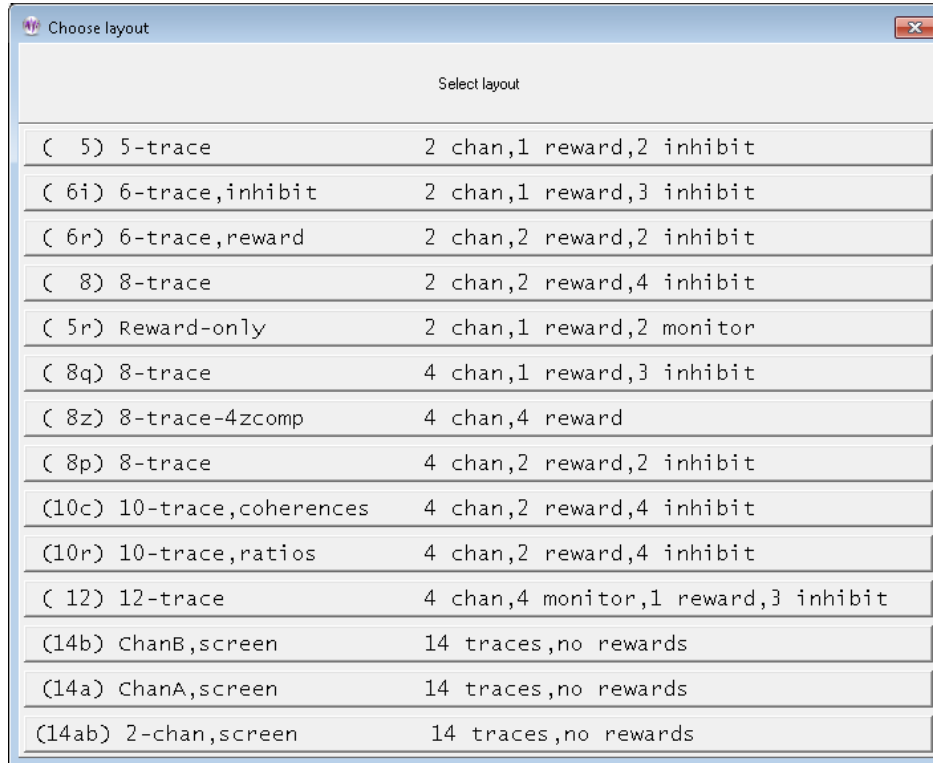 Choose layout
Select layout
(  5) 5-trace                2 chan,1 reward,2 inhibit
( 6i) 6-trace,inhibit        2 chan,1 reward,3 inhibit
( 6r) 6-trace,reward         2 chan,2 reward,2 inhibit
(  8) 8-trace                2 chan,2 reward,4 inhibit
( 5r) Reward-only            2 chan,1 reward,2 monitor
( 8q) 8-trace                4 chan,1 reward,3 inhibit
( 8z) 8-trace-4zcomp         4 chan,4 reward
( 8p) 8-trace                4 chan,2 reward,2 inhibit
(10c) 10-trace,coherences    4 chan,2 reward,4 inhibit
(10r) 10-trace,ratios        4 chan,2 reward,4 inhibit
( 12) 12-trace               4 chan,4 monitor,1 reward,3 inhibit
(14b) ChanB,screen           14 traces,no rewards
(14a) ChanA,screen           14 traces,no rewards
(14ab) 2-chan,screen          14 traces,no rewards